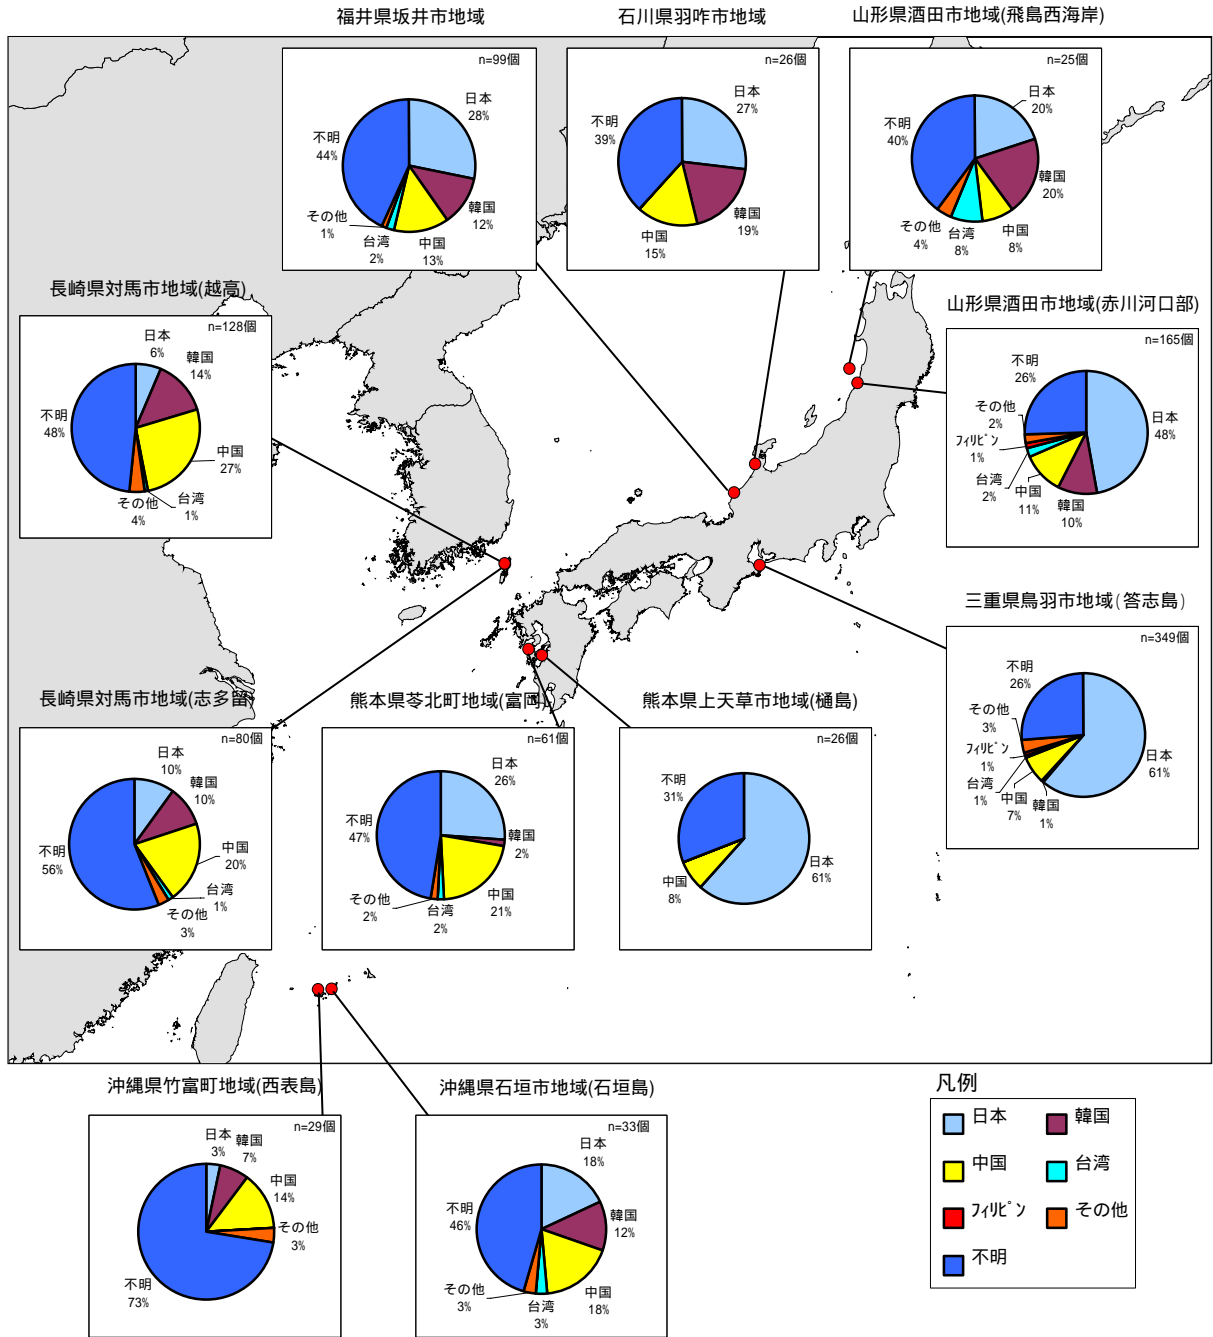 福井県坂井市地域
石川県羽咋市地域
山形県酒田市地域(飛島西海岸)
n=99個
日本
28%
韓国
12%
中国
13%
台湾
2%
その他
1%
不明
44%
n=26個
日本
27%
韓国
19%
中国
15%
不明
39%
n=25個
日本
20%
韓国
20%
中国
8%
台湾
8%
その他
4%
不明
40%
長崎県対馬市地域(越高)
n=128個
日本
6%
韓国
14%
中国
27%
台湾
1%
その他
4%
不明
48%
山形県酒田市地域(赤川河口部)
n=165個
日本
48%
韓国
10%
中国
11%
台湾
2%
フィリピン
1%
その他
2%
不明
26%
三重県鳥羽市地域(答志島)
n=349個
日本
61%
韓国
1%
中国
7%
台湾
1%
フィリピン
1%
その他
3%
不明
26%
長崎県対馬市地域(志多留)
n=80個
日本
10%
韓国
10%
中国
20%
台湾
1%
その他
3%
不明
56%
熊本県苓北町地域(富岡)
n=61個
日本
26%
韓国
2%
中国
21%
台湾
2%
その他
2%
不明
47%
熊本県上天草市地域(樋島)
n=26個
日本
61%
中国
8%
不明
31%
沖縄県竹富町地域(西表島)
n=29個
日本
3%
韓国
7%
中国
14%
その他
3%
不明
73%
沖縄県石垣市地域(石垣島)
n=33個
日本
18%
韓国
12%
中国
18%
台湾
3%
その他
3%
不明
46%
凡例
日本
韓国
中国
台湾
フィリピン
その他
不明